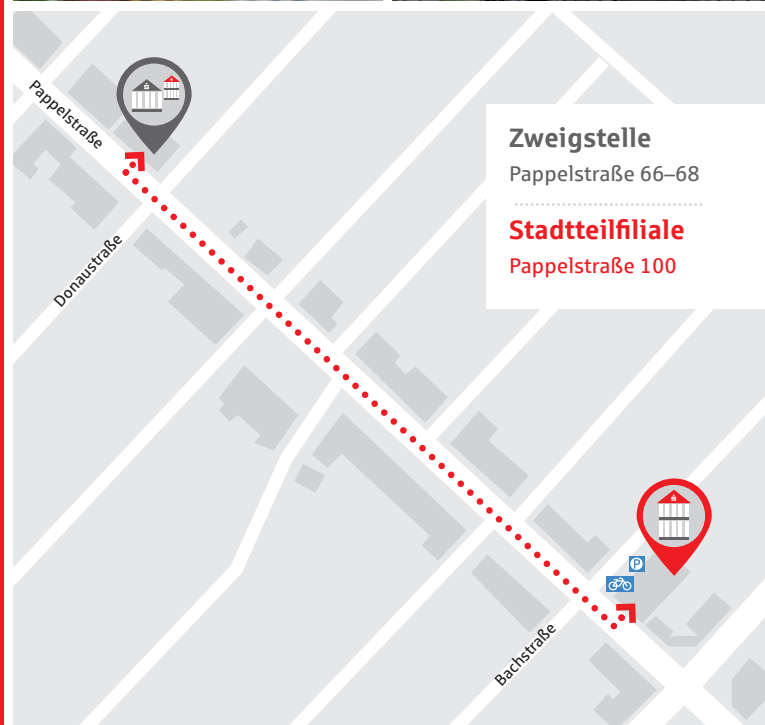 Pappelstraße
Zweigstelle
Pappelstraße 66–68
Donaustraße
Stadtteilfiliale
Pappelstraße 100
P
Bachstraße